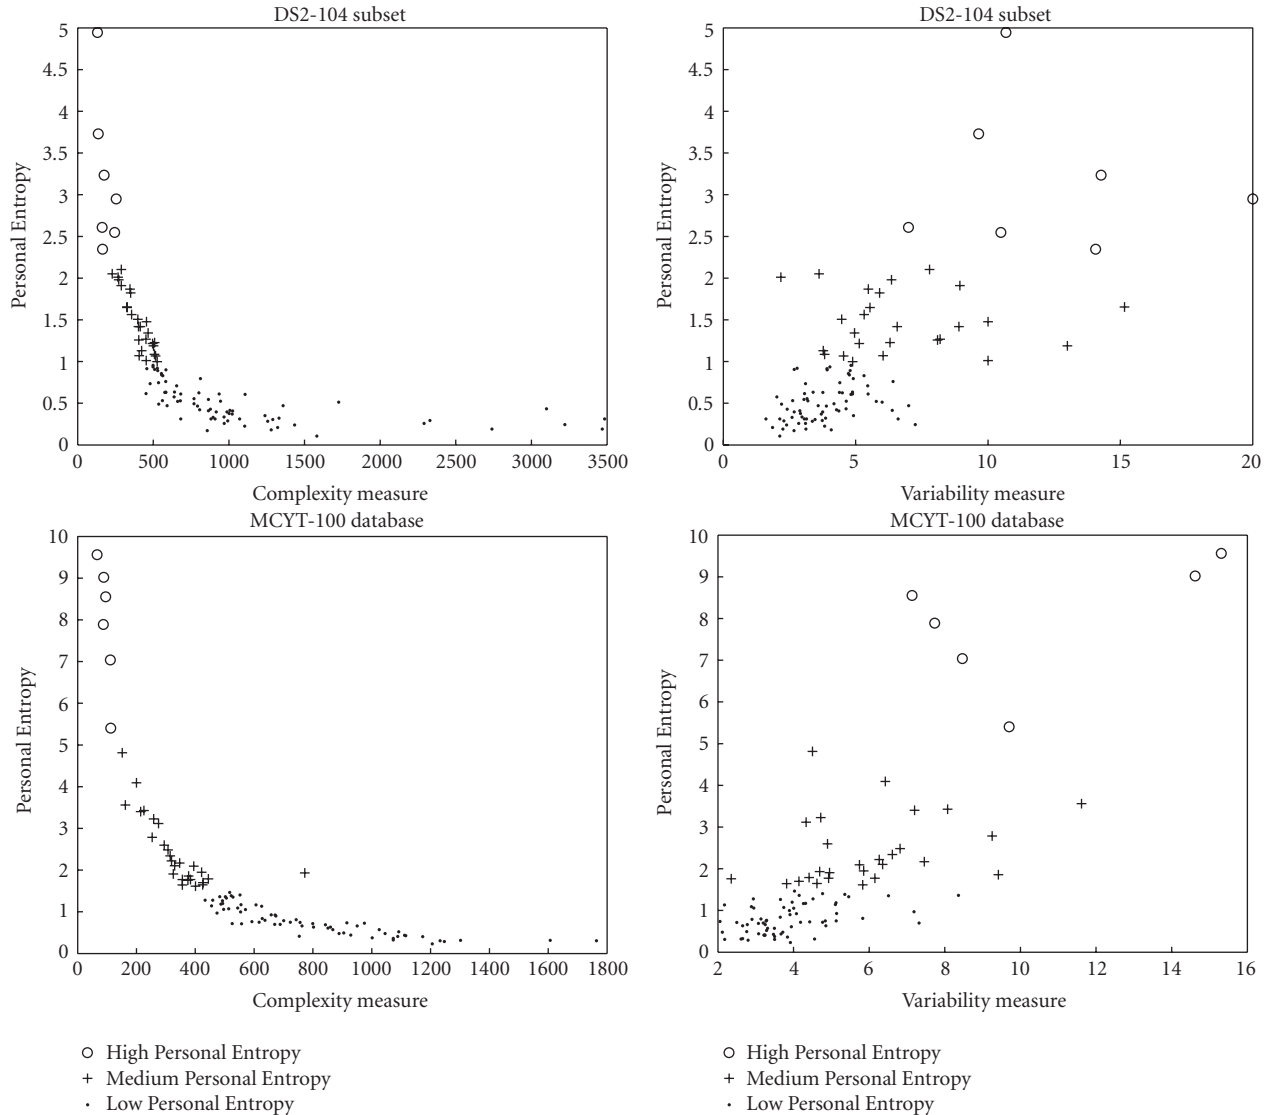 DS2-104 subset
5
4.5
4
3.5
3
2.5
2
1.5
1
0.5
0
Personal Entropy
0 500 1000 1500 2000 2500 3000 3500
Complexity measure
DS2-104 subset
5
4.5
4
3.5
3
2.5
2
1.5
1
0.5
0
Personal Entropy
0 5 10 15 20
Variability measure
MCYT-100 database
10
9
8
7
6
5
4
3
2
1
0
Personal Entropy
0 200 400 600 800 1000 1200 1400 1600 1800
Complexity measure
High Personal Entropy
Medium Personal Entropy
Low Personal Entropy
MCYT-100 database
10
9
8
7
6
5
4
3
2
1
0
Personal Entropy
2 4 6 8 10 12 14 16
Variability measure
High Personal Entropy
Medium Personal Entropy
Low Personal Entropy